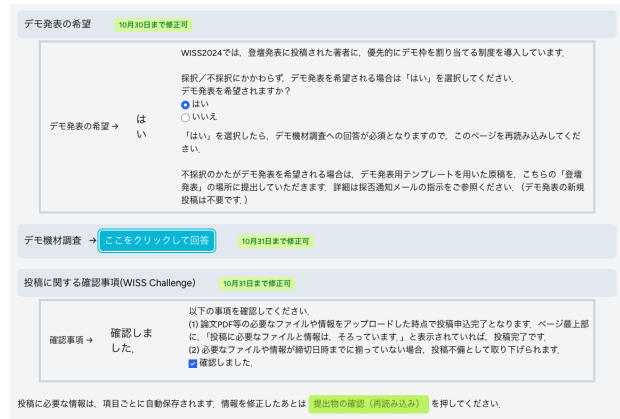 デモ発表の希望 10月30日まで修正可
WISS2024では、登壇発表に投稿された著者に、優先的にデモ枠を割り当てる制度を導入しています．
採択／不採択にかかわらず、デモ発表を希望される場合は「はい」を選択してください．
デモ発表を希望されますか？
はい
いいえ
デモ発表の希望→ はい
「はい」を選択したら、デモ機材調査への回答が必須となりますので、このページを再読み込みしてくだ
さい．
不採択のかたがデモ発表を希望される場合は、デモ発表用テンプレートを用いた原稿を、こちらの「登壇
発表」の場所に提出していただきます．詳細は採否通知メールの指示をご参照ください．（デモ発表の新規
投稿は不要です．）
デモ機材調査 → ここをクリックして回答 10月31日まで修正可
投稿に関する確認事項(WISS Challenge) 10月31日まで修正可
確認事項→ 確認しました．
以下の事項を確認してください．
(1) 論文PDF等の必要なファイルや情報をアップロードした時点で投稿申込完了となります．ページ最上部
に、「投稿に必要なファイルと情報は、そろっています．」と表示されていれば、投稿完了です．
(2) 必要なファイルや情報が締切日時までに揃っていない場合、投稿不備として取り下げられます．
確認しました．
投稿に必要な情報は、項目ごとに自動保存されます．情報を修正したあとは 提出物の確認（再読み込み） を押してください．